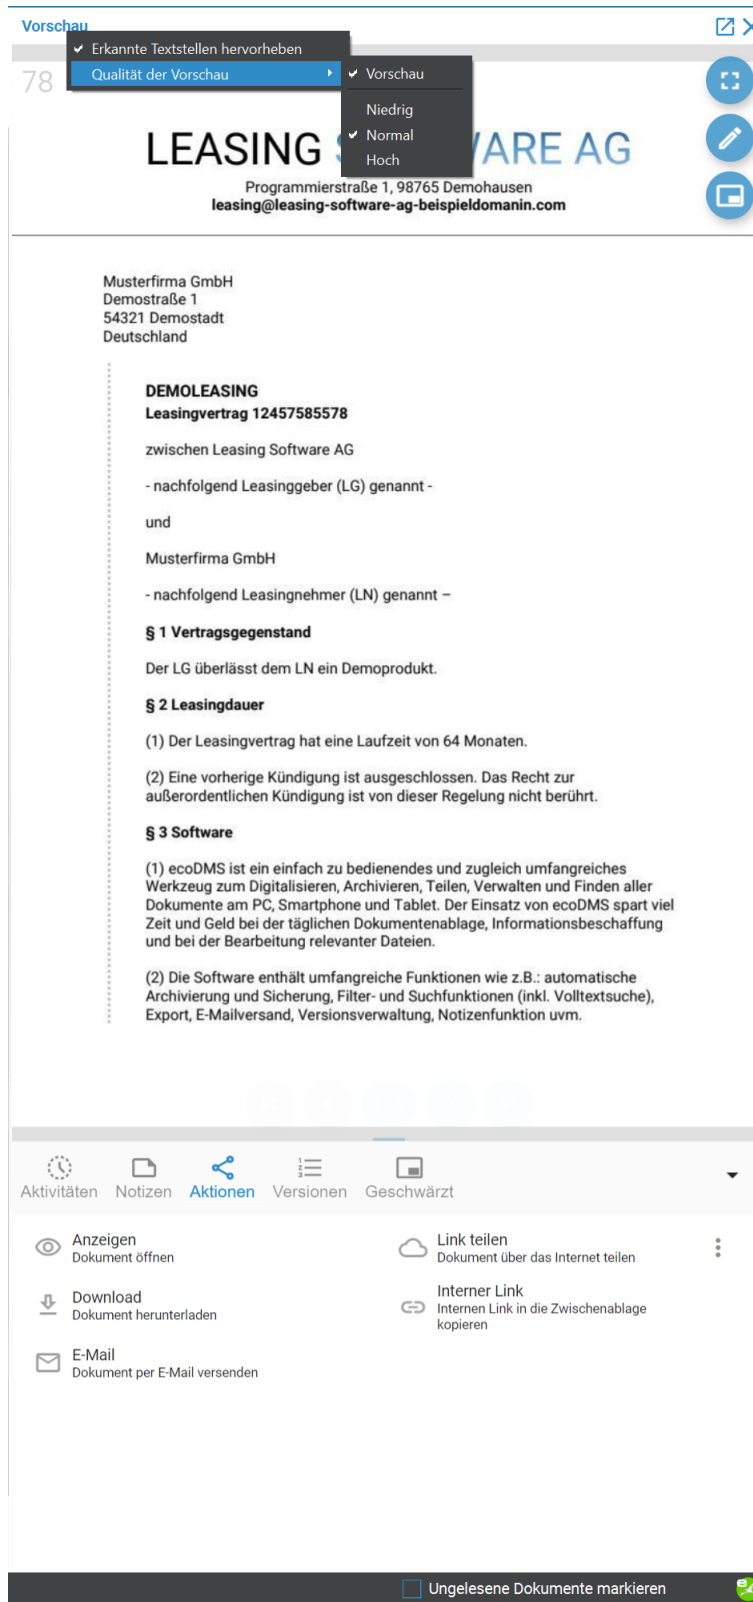 Vorschau
Erkannte Textstellen hervorheben
Qualität der Vorschau
Vorschau
Niedrig
Normal
Hoch
78
LEASING S WARE AG
Programmierstraße 1, 98765 Demohausen
leasing@leasing-software-ag-beispieldomanin.com
Musterfirma GmbH
Demostraße 1
54321 Demostadt
Deutschland
DEMOLEASING
Leasingvertrag 12457585578
zwischen Leasing Software AG
- nachfolgend Leasinggeber (LG) genannt -
und
Musterfirma GmbH
- nachfolgend Leasingnehmer (LN) genannt –
§ 1 Vertragsgegenstand
Der LG überlässt dem LN ein Demoprodukt.
§ 2 Leasingdauer
(1) Der Leasingvertrag hat eine Laufzeit von 64 Monaten.
(2) Eine vorherige Kündigung ist ausgeschlossen. Das Recht zur
außerordentlichen Kündigung ist von dieser Regelung nicht berührt.
§ 3 Software
(1) ecoDMS ist ein einfach zu bedienendes und zugleich umfangreiches
Werkzeug zum Digitalisieren, Archivieren, Teilen, Verwalten und Finden aller
Dokumente am PC, Smartphone und Tablet. Der Einsatz von ecoDMS spart viel
Zeit und Geld bei der täglichen Dokumentenablage, Informationsbeschaffung
und bei der Bearbeitung relevanter Dateien.
(2) Die Software enthält umfangreiche Funktionen wie z.B.: automatische
Archivierung und Sicherung, Filter- und Suchfunktionen (inkl. Volltextsuche),
Export, E-Mailversand, Versionsverwaltung, Notizenfunktion uvm.
Aktivitäten Notizen Aktionen Versionen Geschwärzt
Anzeigen
Dokument öffnen
Link teilen
Dokument über das Internet teilen
Download
Dokument herunterladen
Interner Link
Internen Link in die Zwischenablage
kopieren
E-Mail
Dokument per E-Mail versenden
Ungelesene Dokumente markieren